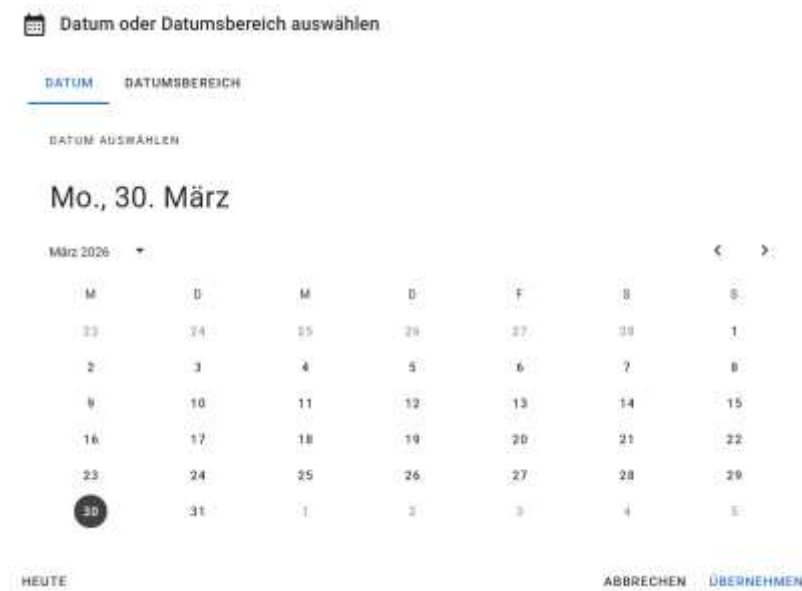 Datum oder Datumsbereich auswählen
DATUM DATUMSBEREICH
DATUM AUSWÄHLEN
Mo., 30. März
März 2026
M D M D F S S
23 24 25 26 27 28 1
2 3 4 5 6 7 8
9 10 11 12 13 14 15
16 17 18 19 20 21 22
23 24 25 26 27 28 29
30 31 1 2 3 4 5
HEUTE ABBRECHEN ÜBERNEHMEN